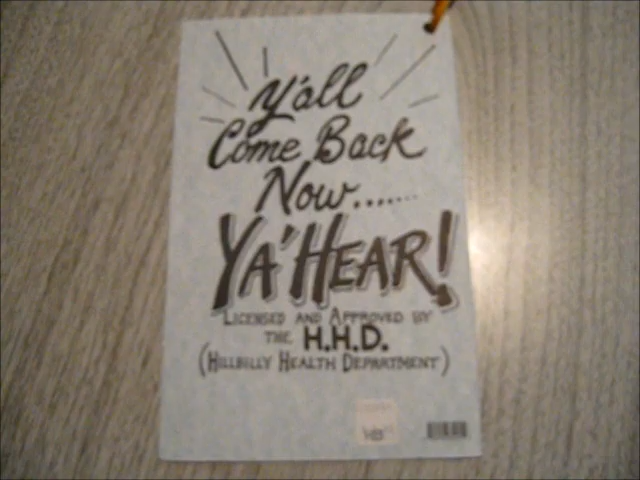 Y'all
Come Back
Now.......
YA'HEAR!
LICENSED AND APPROVED BY
THE H.H.D.
(HILLBILLY HEALTH DEPARTMENT)